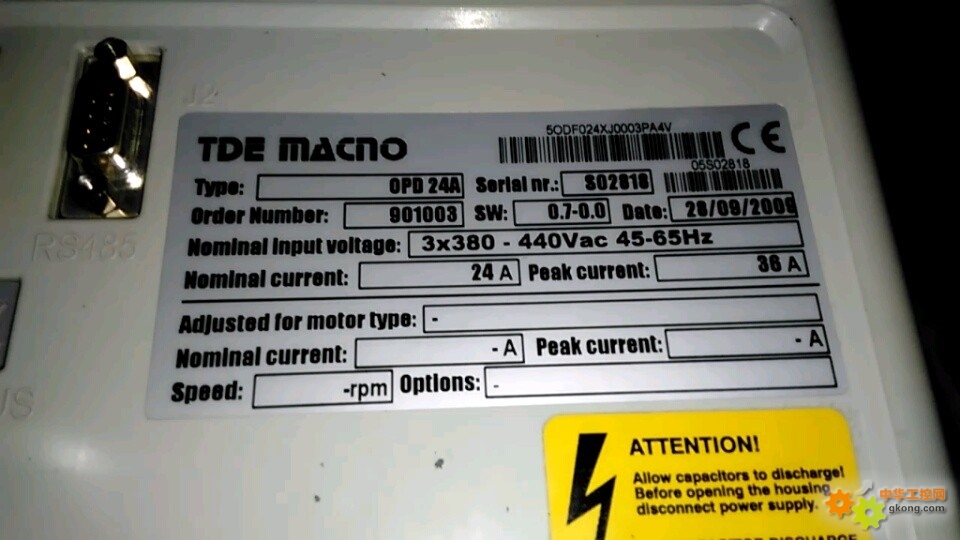 J2
RS485
US
TDE MACNO
5ODF024XJ0003PA4V
CE
05S02818
Type: OPD 24A Serial nr.: S02818
Order Number: 901003 SW: 0.7-0.0 Date: 28/09/2009
Nominal input voltage: 3x380 - 440Vac 45-65Hz
Nominal current: 24 A Peak current: 36 A
Adjusted for motor type: -
Nominal current: - A Peak current: - A
Speed: -rpm Options: -
ATTENTION!
Allow capacitors to discharge!
Before opening the housing
disconnect power supply.
中华工控网
gkong.com